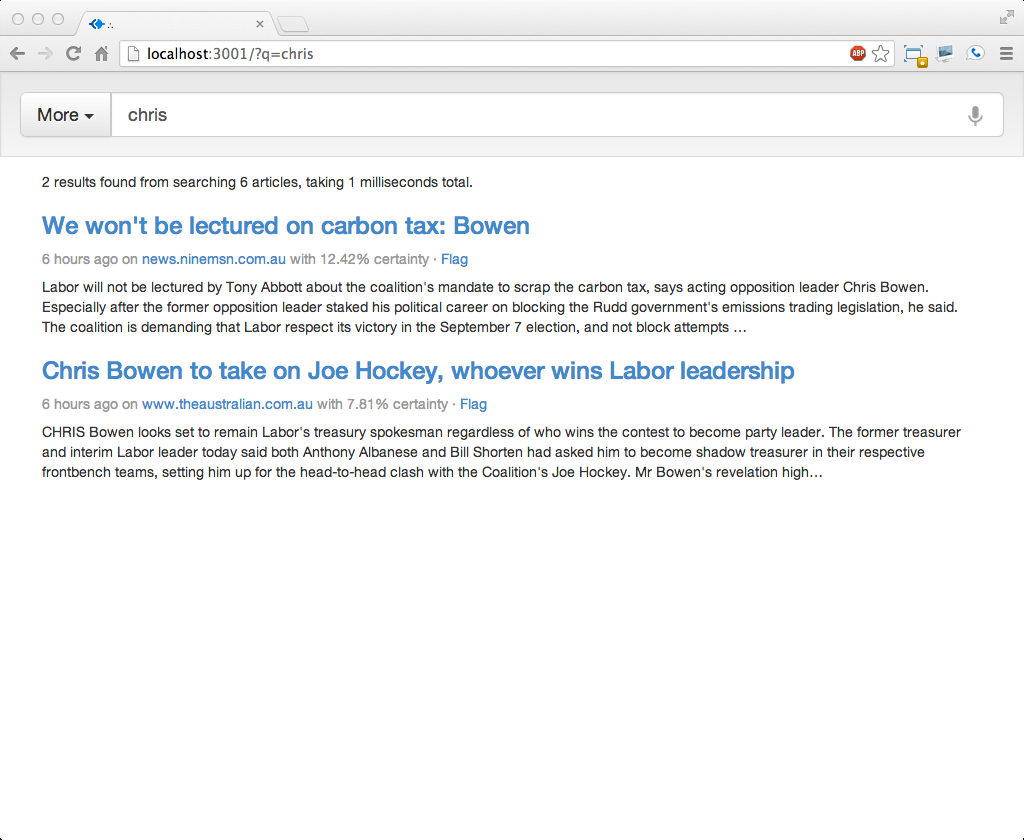 localhost:3001/?q=chris
ABP
More
chris
2 results found from searching 6 articles, taking 1 milliseconds total.
We won't be lectured on carbon tax: Bowen
6 hours ago on news.ninemsn.com.au with 12.42% certainty · Flag
Labor will not be lectured by Tony Abbott about the coalition's mandate to scrap the carbon tax, says acting opposition leader Chris Bowen.
Especially after the former opposition leader staked his political career on blocking the Rudd government's emissions trading legislation, he said.
The coalition is demanding that Labor respect its victory in the September 7 election, and not block attempts …
Chris Bowen to take on Joe Hockey, whoever wins Labor leadership
6 hours ago on www.theaustralian.com.au with 7.81% certainty · Flag
CHRIS Bowen looks set to remain Labor's treasury spokesman regardless of who wins the contest to become party leader. The former treasurer
and interim Labor leader today said both Anthony Albanese and Bill Shorten had asked him to become shadow treasurer in their respective
frontbench teams, setting him up for the head-to-head clash with the Coalition's Joe Hockey. Mr Bowen's revelation high…